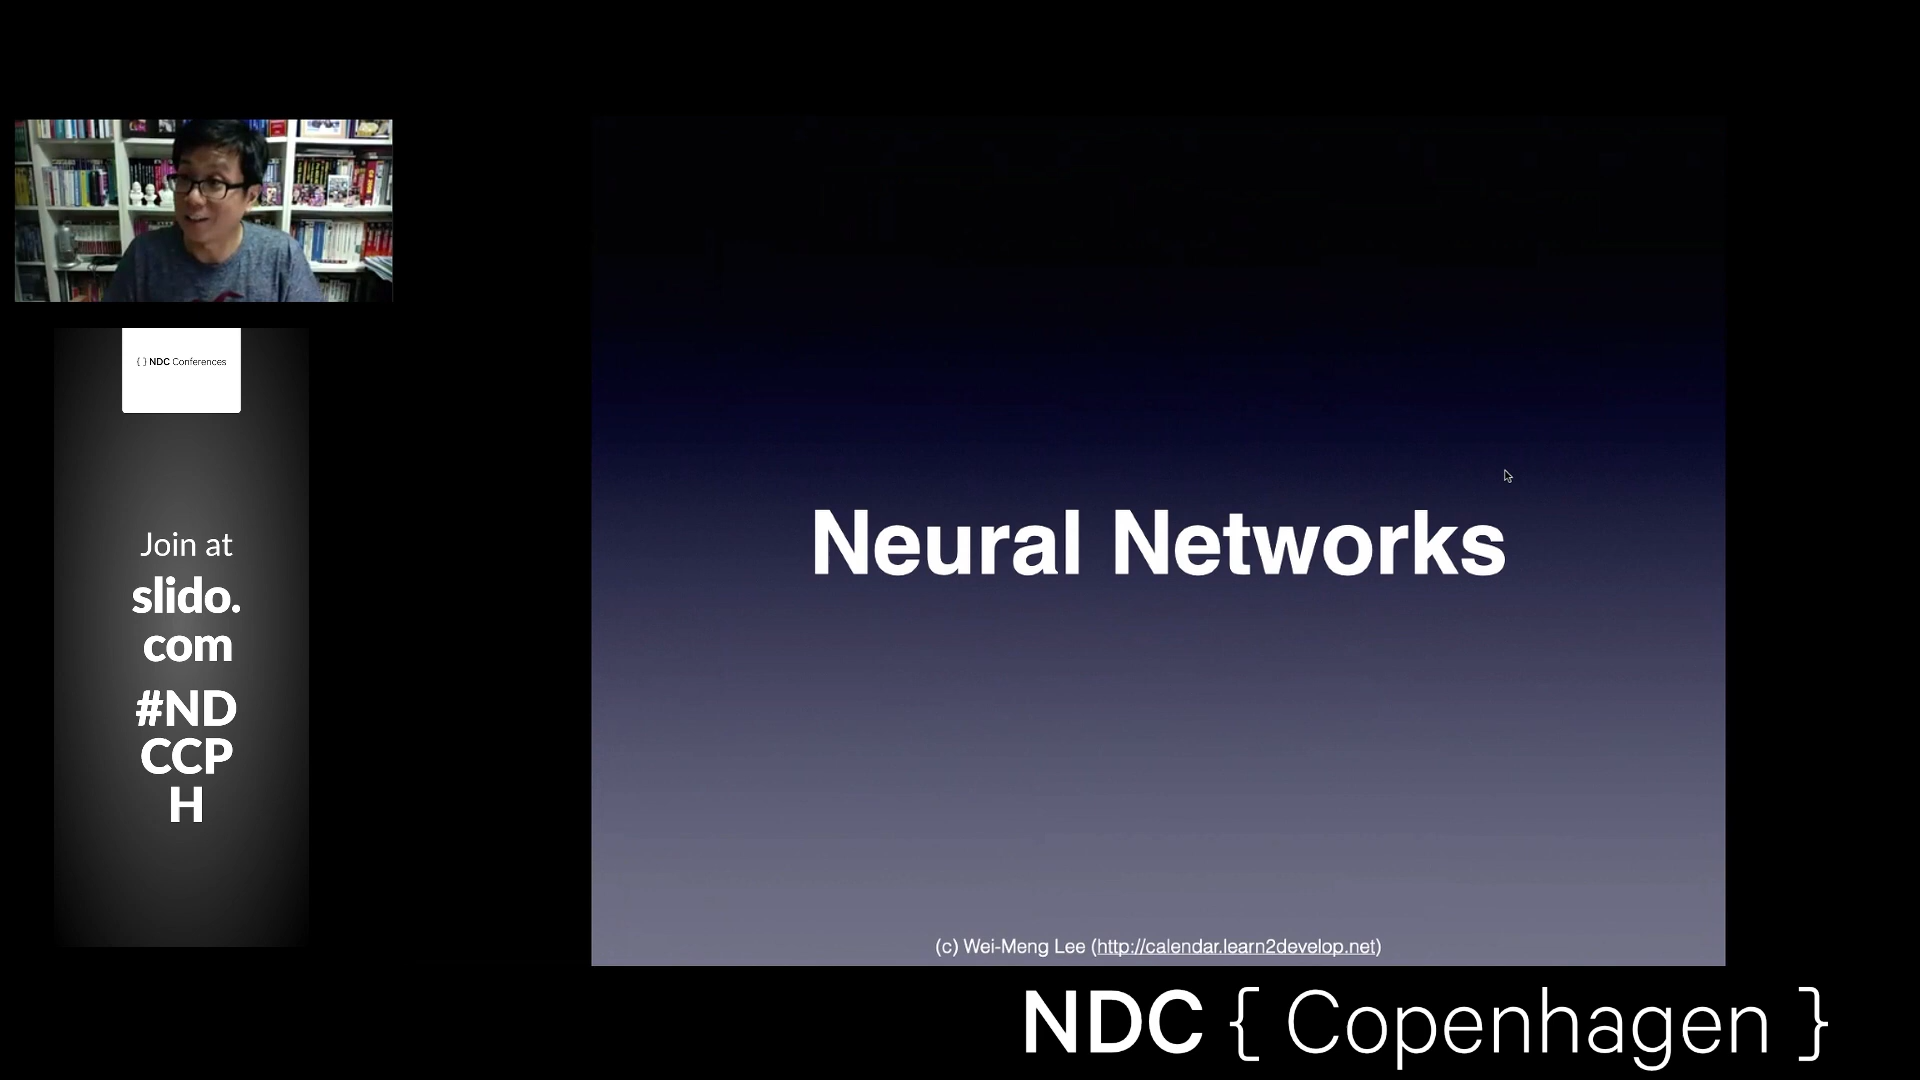 { } NDC Conferences
Join at
slido.
com
#ND
CCP
H
Neural Networks
(c) Wei-Meng Lee (http://calendar.learn2develop.net)
NDC { Copenhagen }